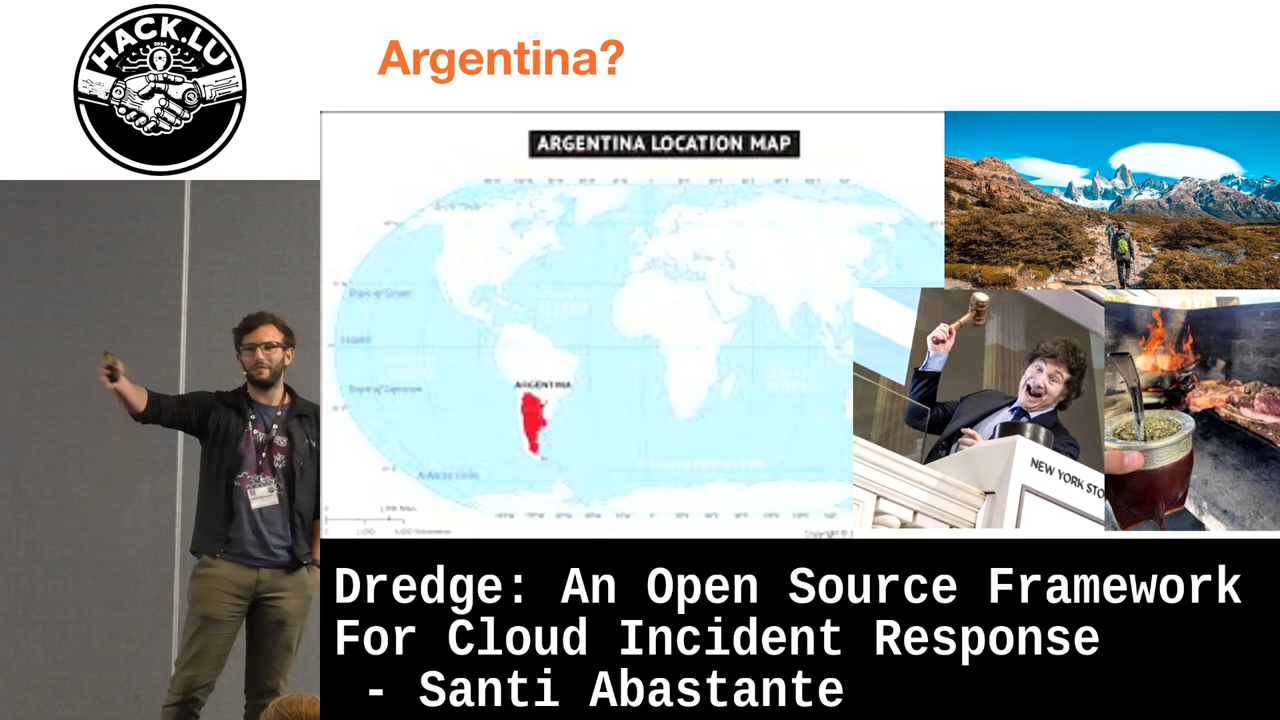 HACK.LU
Argentina?
ARGENTINA LOCATION MAP
ARGENTINA
NEW YORK STO
Dredge: An Open Source Framework
For Cloud Incident Response
- Santi Abastante